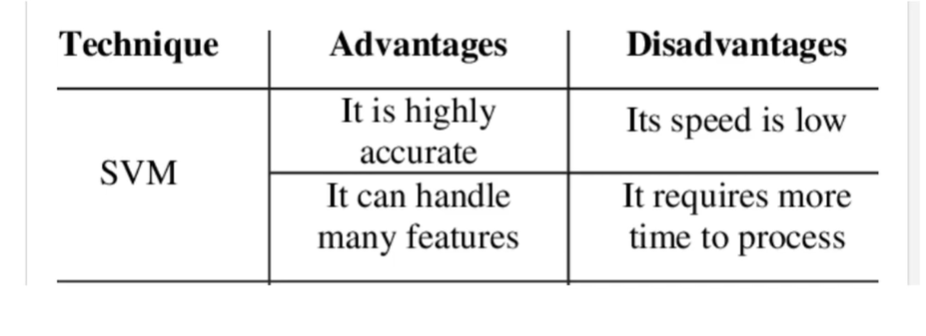 Technique Advantages Disadvantages
It is highly
accurate
Its speed is low
SVM
It can handle
many features
It requires more
time to process